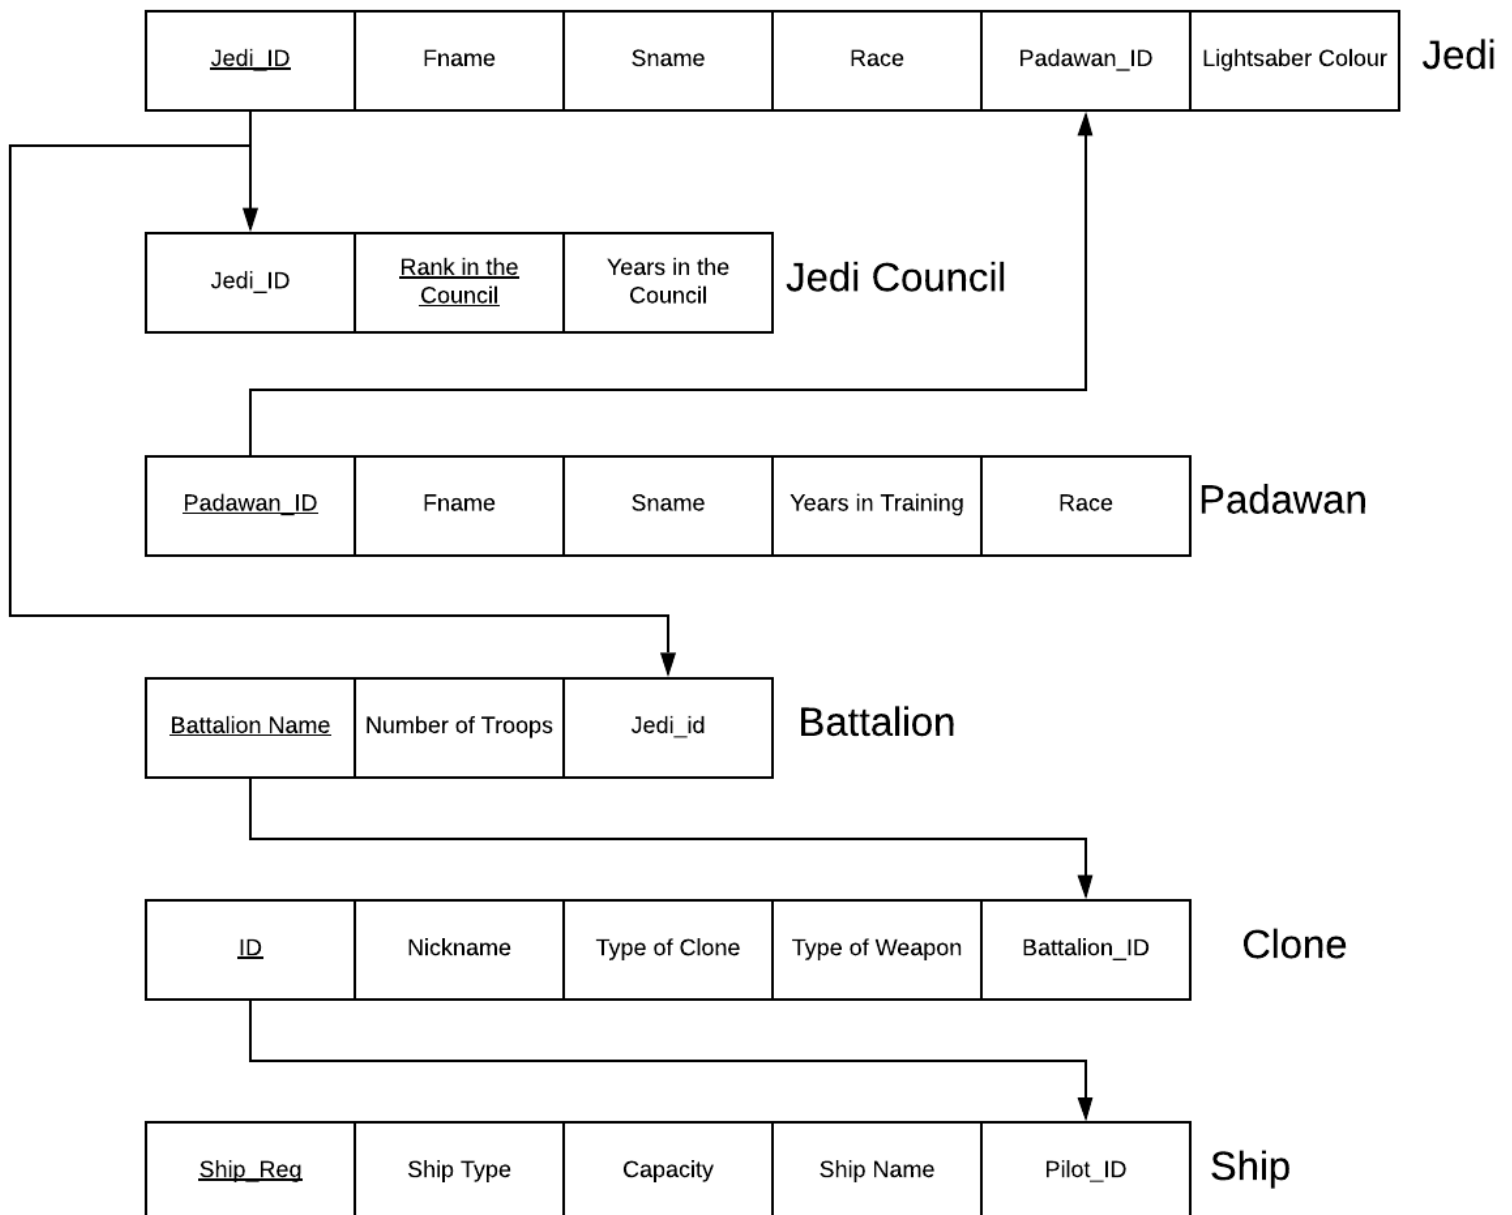 Jedi_ID Fname Sname Race Padawan_ID Lightsaber Colour Jedi
Jedi_ID Rank in the Council Years in the Council Jedi Council
Padawan_ID Fname Sname Years in Training Race Padawan
Battalion Name Number of Troops Jedi_id Battalion
ID Nickname Type of Clone Type of Weapon Battalion_ID Clone
Ship_Reg Ship Type Capacity Ship Name Pilot_ID Ship